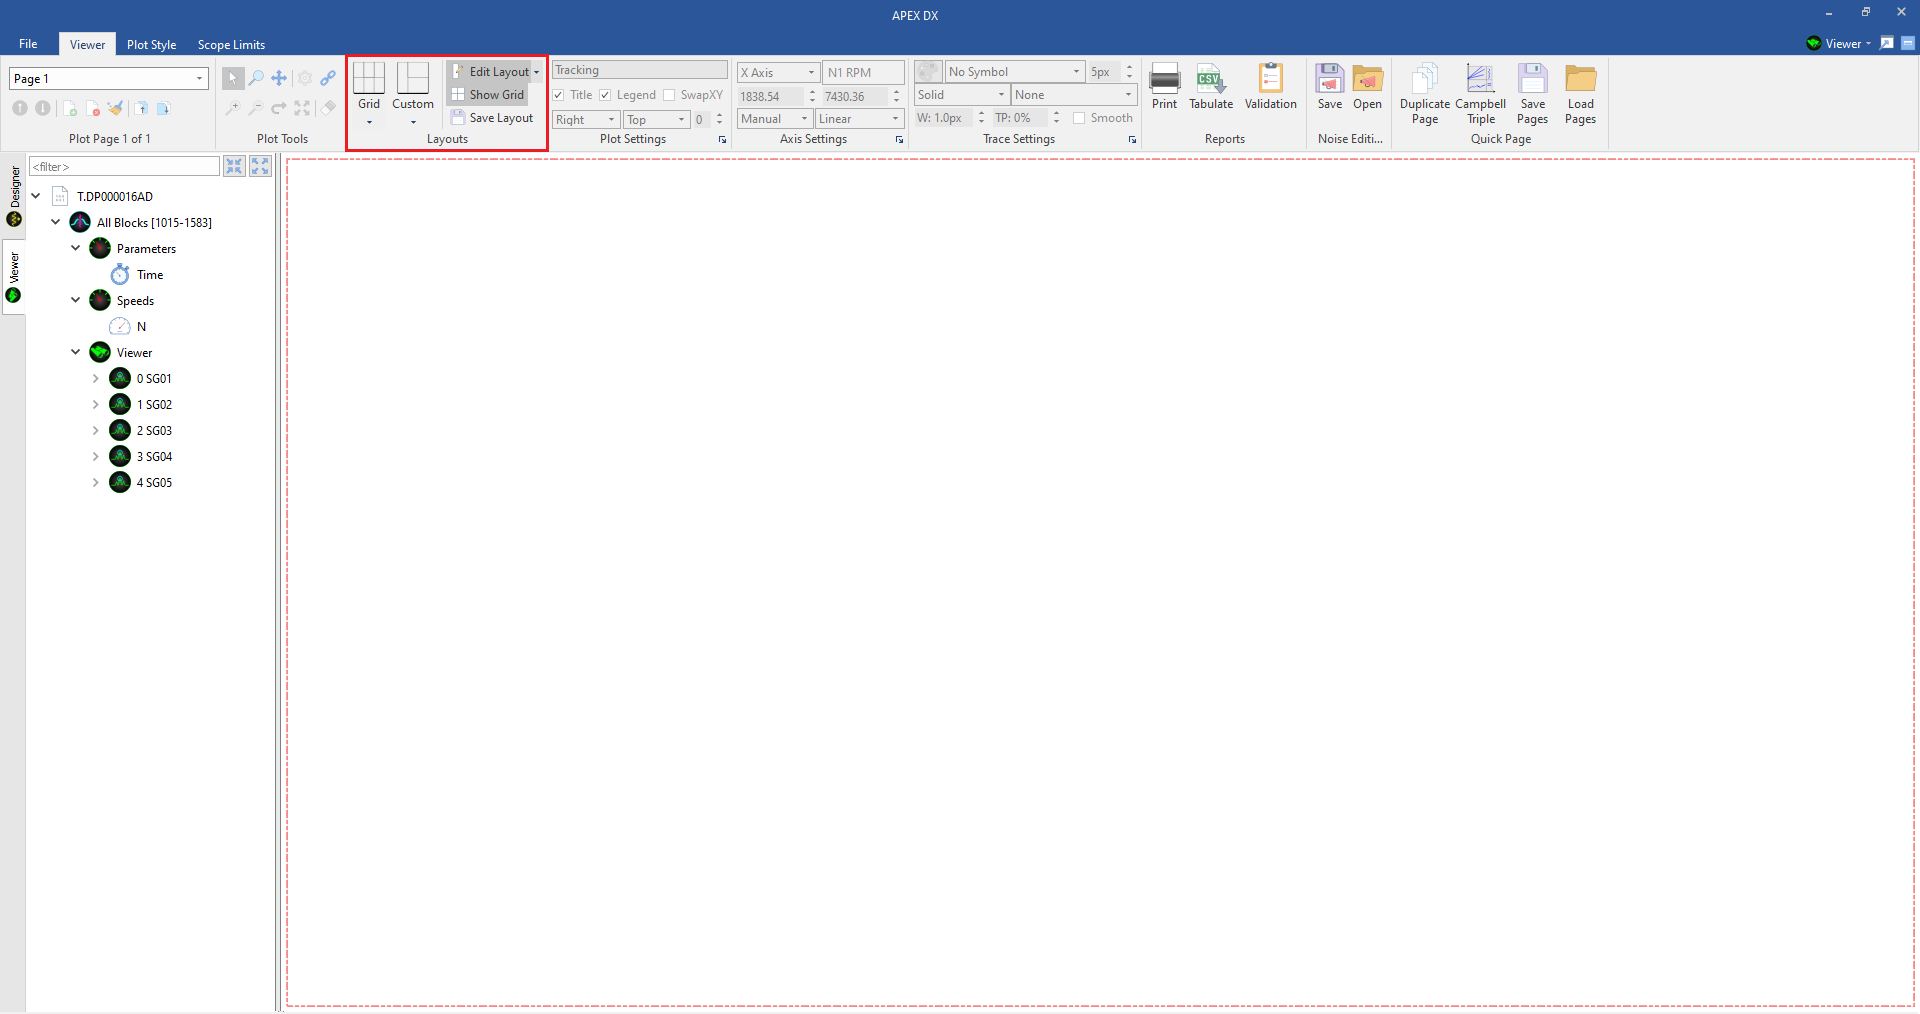 APEX DX
File
Viewer
Plot Style
Scope Limits
Viewer
Page 1
Plot Page 1 of 1
Plot Tools
Grid
Custom
Edit Layout
Show Grid
Save Layout
Layouts
Tracking
Title
Legend
SwapXY
Right
Top
0
Plot Settings
X Axis
N1 RPM
1838.54
7430.36
Manual
Linear
Axis Settings
No Symbol
5px
Solid
None
W: 1.0px
TP: 0%
Smooth
Trace Settings
Print
Tabulate
Validation
CSV
Reports
Save
Open
Noise Editi...
Duplicate
Page
Campbell
Triple
Save
Pages
Load
Pages
Quick Page
Designer
Viewer
<filter>
T.DP000016AD
All Blocks [1015-1583]
Parameters
Time
Speeds
N
Viewer
0 SG01
1 SG02
2 SG03
3 SG04
4 SG05